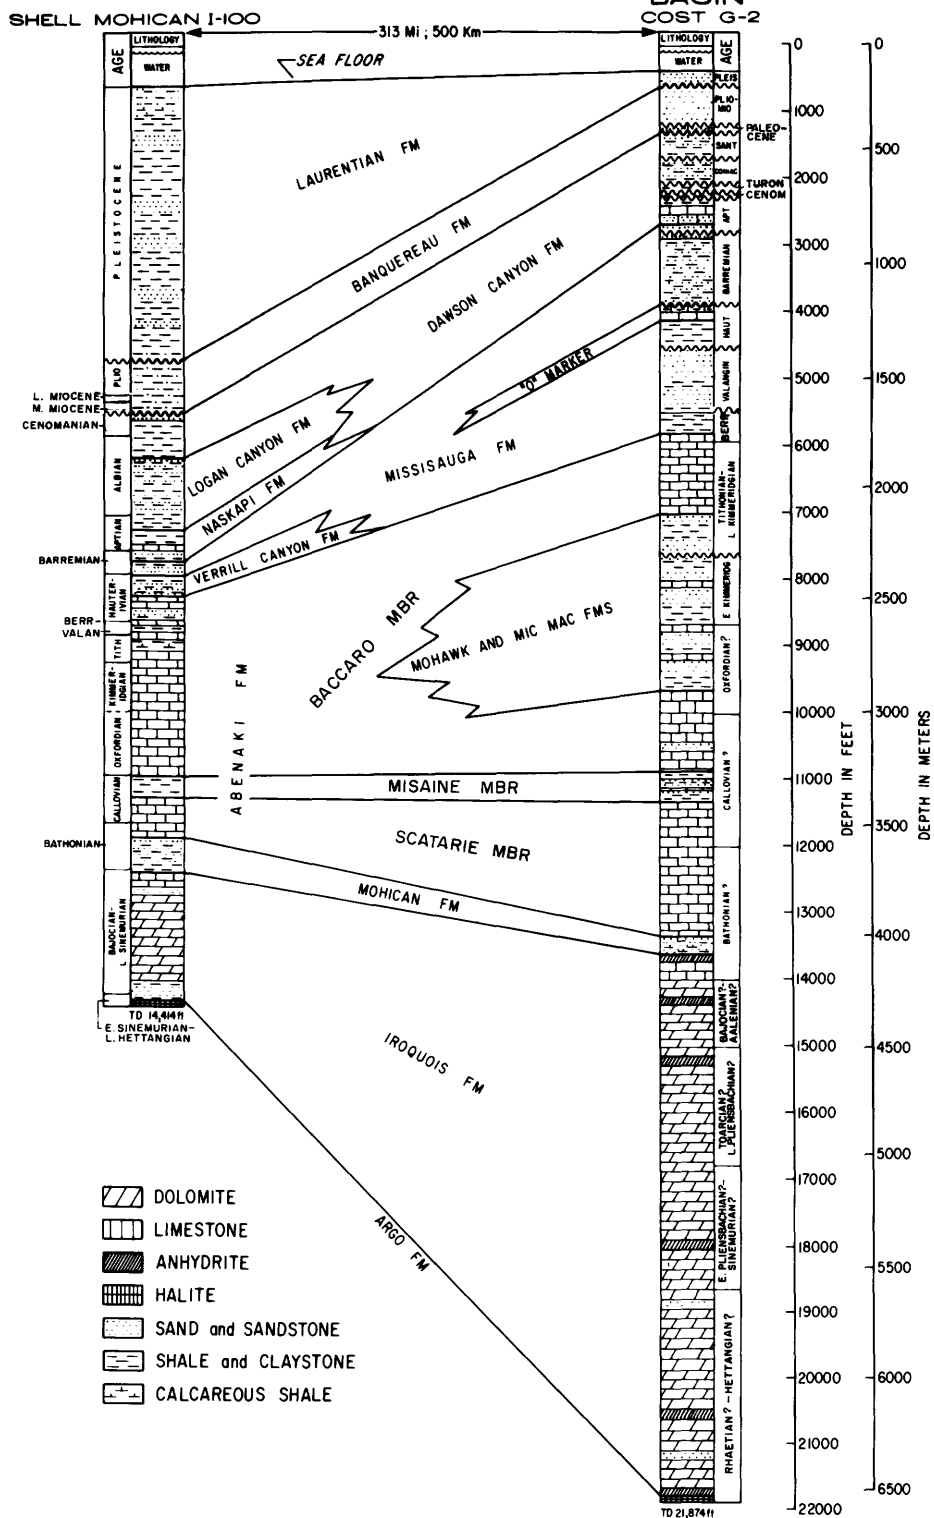 BASIN
SHELL MOHICAN I-100
COST G-2
313 Mi ; 500 Km
AGE
LITHOLOGY
WATER
SEA FLOOR
LITHOLOGY
WATER
AGE
PLEISTOCENE
PLIO
L. MIOCENE
M. MIOCENE
CENOMANIAN
ALBIAN
APTIAN
BARREMIAN
HAUTER-
IVIAN
BERR-
VALAN
TITH
KIMMER-
IDGIAN
OXFORDIAN
CALLOVIAN
BATHONIAN
BAJOCIAN-
L. SINEMURIAN
TD 14,414 ft
E. SINEMURIAN-
L. HETTANGIAN
LAURENTIAN FM
BANQUEREAU FM
DAWSON CANYON FM
"O" MARKER
LOGAN CANYON FM
NASKAPI FM
MISSISAUGA FM
VERRILL CANYON FM
BACCARO MBR
MOHAWK AND MIC MAC FMS
ABENAKI FM
MISAINE MBR
SCATARIE MBR
MOHICAN FM
IROQUOIS FM
ARGO FM
PLEIS
PLIO-
MIO
PALEO-
CENE
SANT
CONIAC
TURON
CENOM
APT
BARREMIAN
HAUT
VALANGIN
BERR
TITHONIAN-
L KIMMERIDGIAN
E KIMMERIDG
OXFORDIAN?
CALLOVIAN?
BATHONIAN?
BAJOCIAN?-
AALENIAN?
TOARCIAN?
L. PLIENSBACHIAN?
E. PLIENSBACHIAN?-
SINEMURIAN?
RHAETIAN? - HETTANGIAN?
TD 21,874 ft
0
1000
2000
3000
4000
5000
6000
7000
8000
9000
10000
11000
12000
13000
14000
15000
16000
17000
18000
19000
20000
21000
22000
DEPTH IN FEET
0
500
1000
1500
2000
2500
3000
3500
4000
4500
5000
5500
6000
6500
DEPTH IN METERS
DOLOMITE
LIMESTONE
ANHYDRITE
HALITE
SAND and SANDSTONE
SHALE and CLAYSTONE
CALCAREOUS SHALE